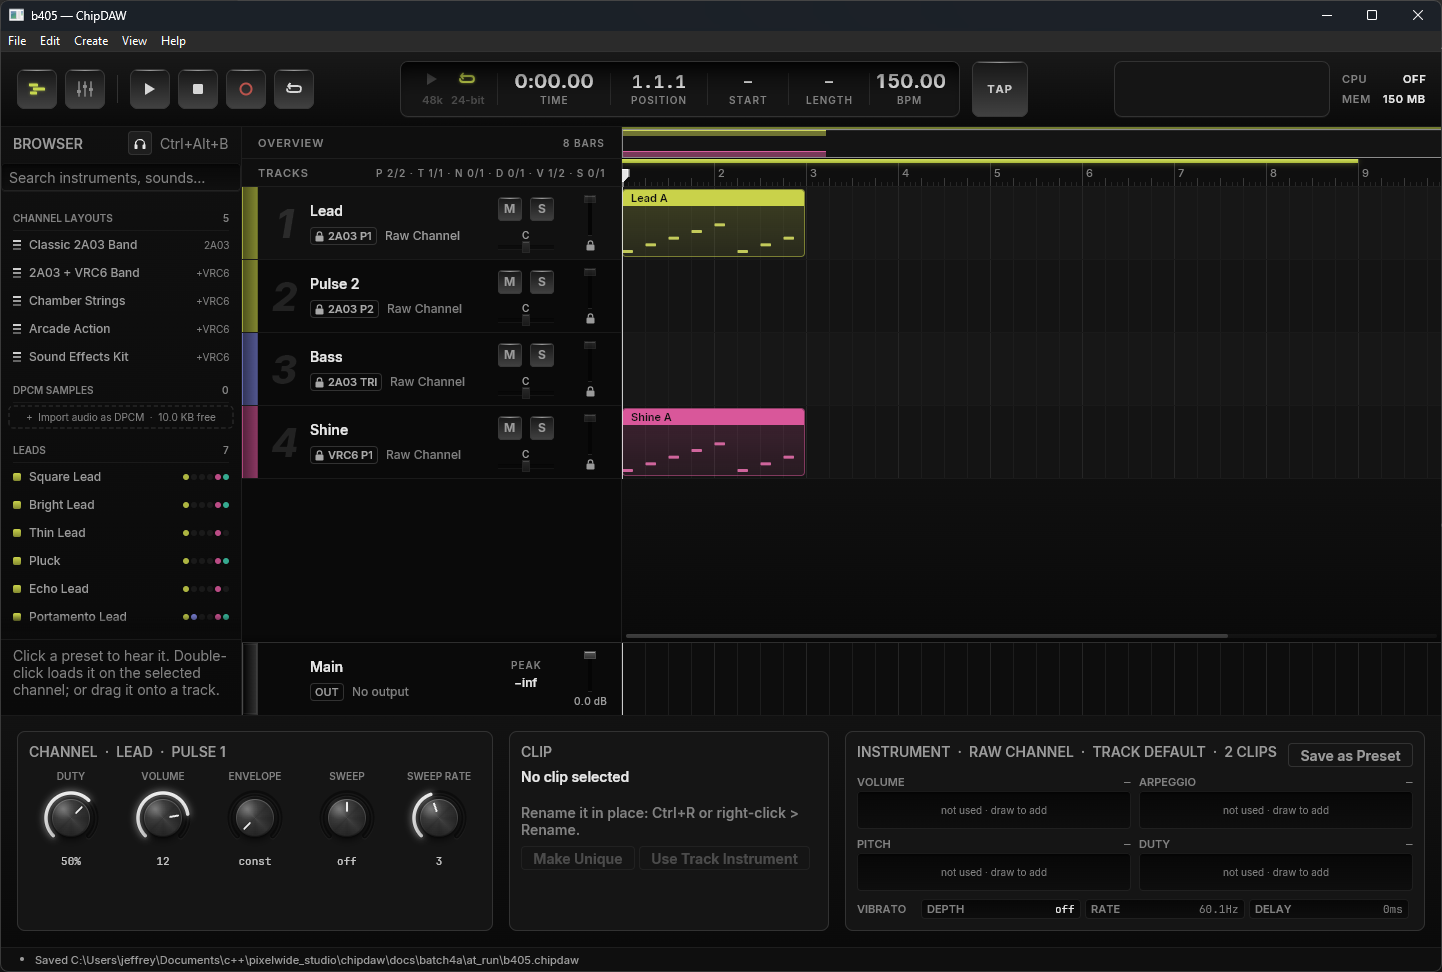 b405 — ChipDAW
File Edit Create View Help
48k 24-bit
0:00.00 TIME
1.1.1 POSITION
– START
– LENGTH
150.00 BPM
TAP
CPU OFF
MEM 150 MB
BROWSER Ctrl+Alt+B
Search instruments, sounds...
CHANNEL LAYOUTS 5
Classic 2A03 Band 2A03
2A03 + VRC6 Band +VRC6
Chamber Strings +VRC6
Arcade Action +VRC6
Sound Effects Kit +VRC6
DPCM SAMPLES 0
+ Import audio as DPCM · 10.0 KB free
LEADS 7
Square Lead
Bright Lead
Thin Lead
Pluck
Echo Lead
Portamento Lead
Click a preset to hear it. Double-
click loads it on the selected
channel; or drag it onto a track.
OVERVIEW 8 BARS
TRACKS P 2/2 · T 1/1 · N 0/1 · D 0/1 · V 1/2 · S 0/1
2 3 4 5 6 7 8 9
1 Lead M S
2A03 P1 Raw Channel C
Lead A
2 Pulse 2 M S
2A03 P2 Raw Channel C
3 Bass M S
2A03 TRI Raw Channel C
4 Shine M S
VRC6 P1 Raw Channel C
Shine A
Main PEAK
–inf
OUT No output 0.0 dB
CHANNEL · LEAD · PULSE 1
DUTY VOLUME ENVELOPE SWEEP SWEEP RATE
50% 12 const off 3
CLIP
No clip selected
Rename it in place: Ctrl+R or right-click >
Rename.
Make Unique Use Track Instrument
INSTRUMENT · RAW CHANNEL · TRACK DEFAULT · 2 CLIPS Save as Preset
VOLUME – ARPEGGIO –
not used · draw to add not used · draw to add
PITCH – DUTY –
not used · draw to add not used · draw to add
VIBRATO DEPTH off RATE 60.1Hz DELAY 0ms
• Saved C:\Users\jeffrey\Documents\c++\pixelwide_studio\chipdaw\docs\batch4a\at_run\b405.chipdaw